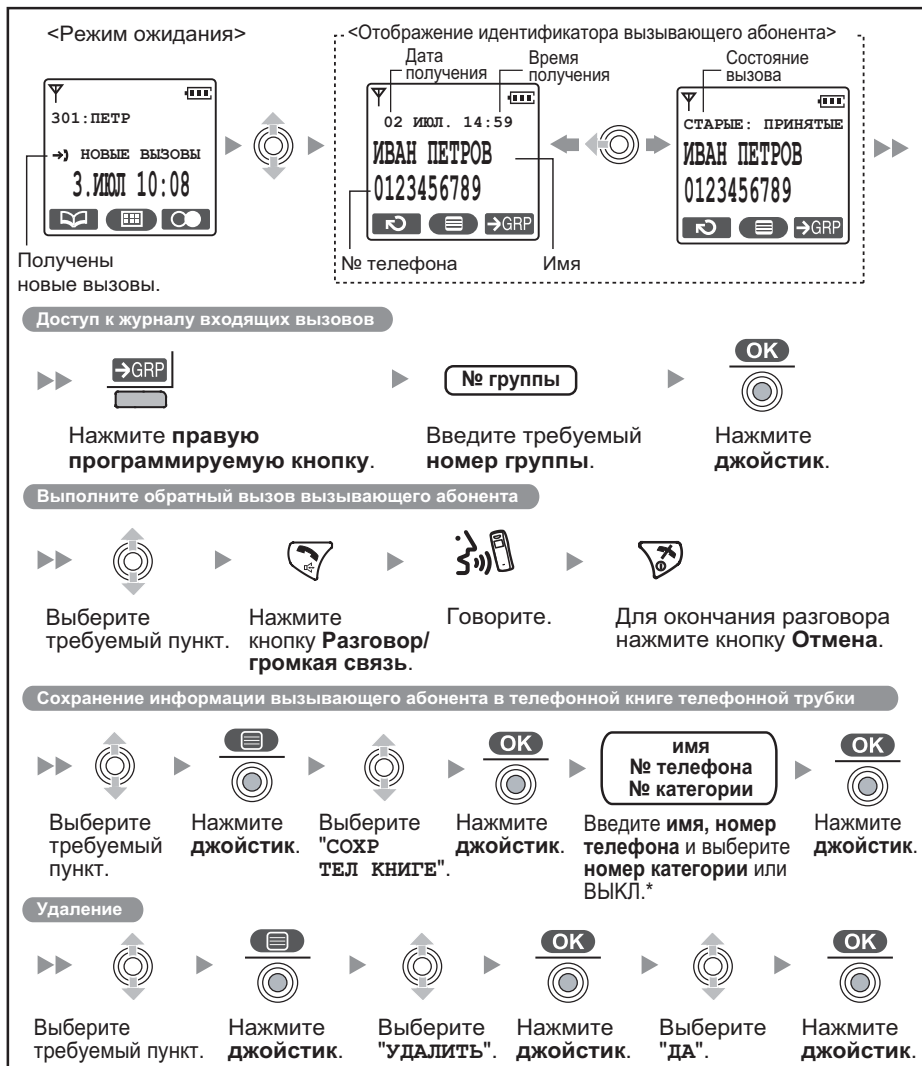 <Режим ожидания>
<Отображение идентификатора вызывающего абонента>
Дата получения
Время получения
Состояние вызова
301:ПЕТР
НОВЫЕ ВЫЗОВЫ
3.ИЮЛ 10:08
02 ИЮЛ. 14:59
ИВАН ПЕТРОВ
0123456789
→GRP
СТАРЫЕ: ПРИНЯТЫЕ
ИВАН ПЕТРОВ
0123456789
→GRP
Получены
новые вызовы.
№ телефона
Имя
Доступ к журналу входящих вызовов
→GRP
№ группы
OK
Нажмите правую
программируемую кнопку.
Введите требуемый
номер группы.
Нажмите
джойстик.
Выполните обратный вызов вызывающего абонента
Выберите
требуемый пункт.
Нажмите
кнопку Разговор/
громкая связь.
Говорите.
Для окончания разговора
нажмите кнопку Отмена.
Сохранение информации вызывающего абонента в телефонной книге телефонной трубки
OK
имя
№ телефона
№ категории
OK
Выберите
требуемый
пункт.
Нажмите
джойстик.
Выберите
"СОХР
ТЕЛ КНИГЕ".
Нажмите
джойстик.
Введите имя, номер
телефона и выберите
номер категории или
ВЫКЛ.*
Нажмите
джойстик.
Удаление
OK
OK
Выберите
требуемый пункт.
Нажмите
джойстик.
Выберите
"УДАЛИТЬ".
Нажмите
джойстик.
Выберите
"ДА".
Нажмите
джойстик.